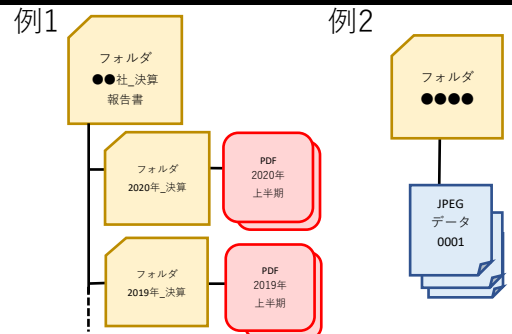 例1
フォルダ
●●社_決算
報告書
フォルダ
2020年_決算
PDF
2020年
上半期
フォルダ
2019年_決算
PDF
2019年
上半期
例2
フォルダ
●●●●
JPEG
データ
0001